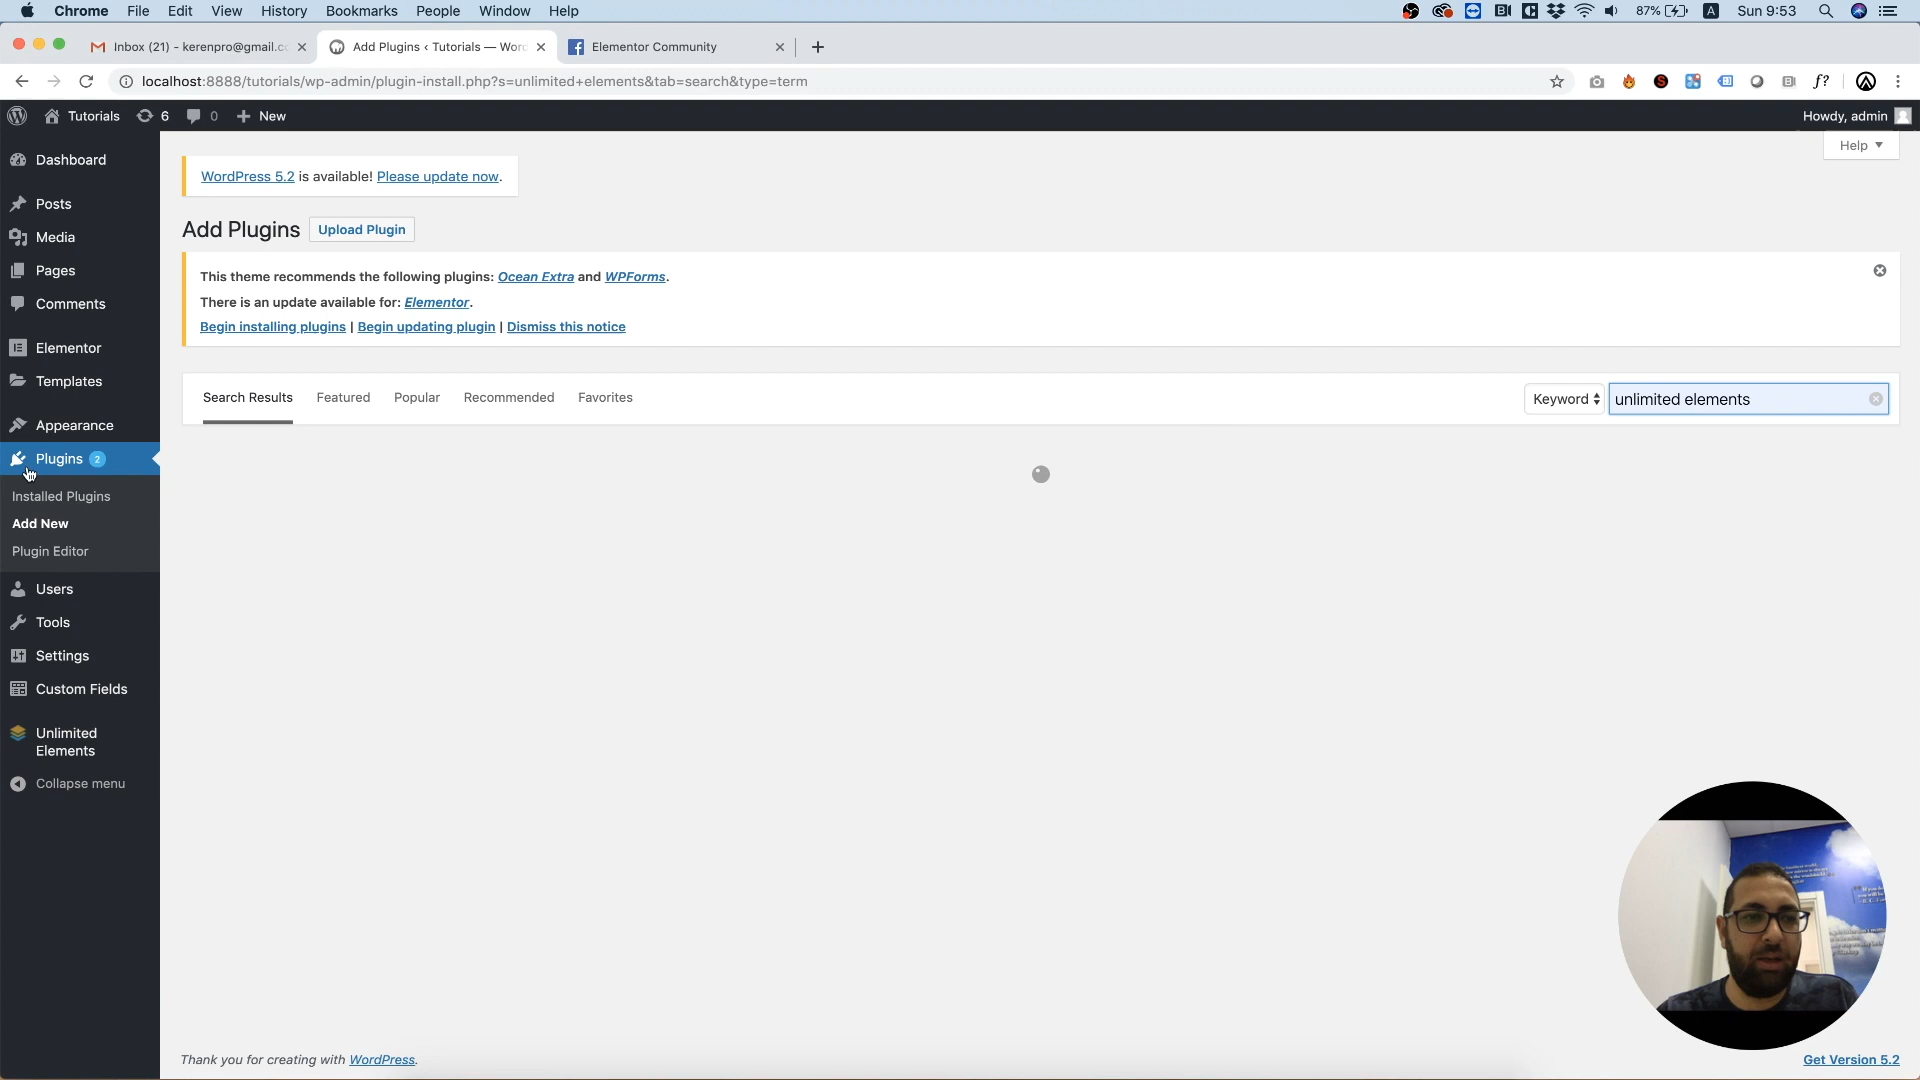 Chrome File Edit View History Bookmarks People Window Help
87% A Sun 9:53
Inbox (21) - kerenpro@gmail.c
Add Plugins ‹ Tutorials — Wor
Elementor Community
localhost:8888/tutorials/wp-admin/plugin-install.php?s=unlimited+elements&tab=search&type=term
f?
Tutorials 6 0 + New
Howdy, admin
Help
Dashboard
Posts
Media
Pages
Comments
Elementor
Templates
Appearance
Plugins 2
Installed Plugins
Add New
Plugin Editor
Users
Tools
Settings
Custom Fields
Unlimited
Elements
Collapse menu
WordPress 5.2 is available! Please update now.
Add Plugins
Upload Plugin
This theme recommends the following plugins: Ocean Extra and WPForms.
There is an update available for: Elementor.
Begin installing plugins | Begin updating plugin | Dismiss this notice
Search Results Featured Popular Recommended Favorites
Keyword
unlimited elements
Thank you for creating with WordPress.
Get Version 5.2